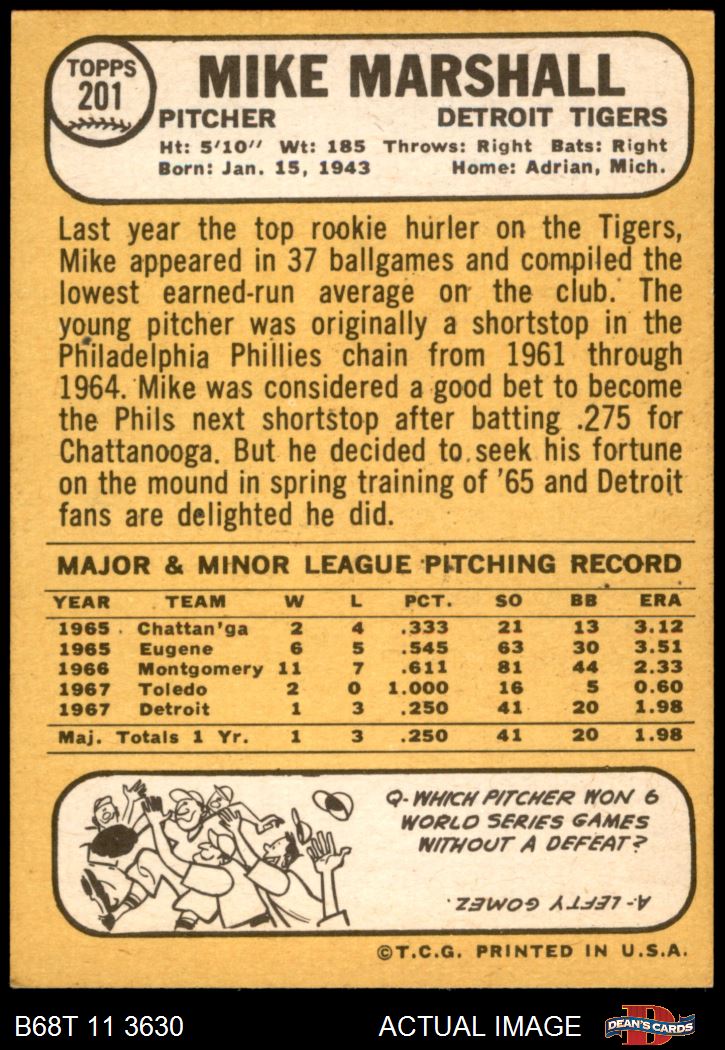 TOPPS
201
MIKE MARSHALL
PITCHER DETROIT TIGERS
Ht: 5'10" Wt: 185 Throws: Right Bats: Right
Born: Jan. 15, 1943 Home: Adrian, Mich.
Last year the top rookie hurler on the Tigers,
Mike appeared in 37 ballgames and compiled the
lowest earned-run average on the club. The
young pitcher was originally a shortstop in the
Philadelphia Phillies chain from 1961 through
1964. Mike was considered a good bet to become
the Phils next shortstop after batting .275 for
Chattanooga. But he decided to seek his fortune
on the mound in spring training of '65 and Detroit
fans are delighted he did.
MAJOR & MINOR LEAGUE PITCHING RECORD
YEAR TEAM W L PCT. SO BB ERA
1965 Chattan'ga 2 4 .333 21 13 3.12
1965 Eugene 6 5 .545 63 30 3.51
1966 Montgomery 11 7 .611 81 44 2.33
1967 Toledo 2 0 1.000 16 5 0.60
1967 Detroit 1 3 .250 41 20 1.98
Maj. Totals 1 Yr. 1 3 .250 41 20 1.98
Q- WHICH PITCHER WON 6
WORLD SERIES GAMES
WITHOUT A DEFEAT?
A- LEFTY GOMEZ.
©T.C.G. PRINTED IN U.S.A.
B68T 11 3630 ACTUAL IMAGE
D
DEAN'S CARDS